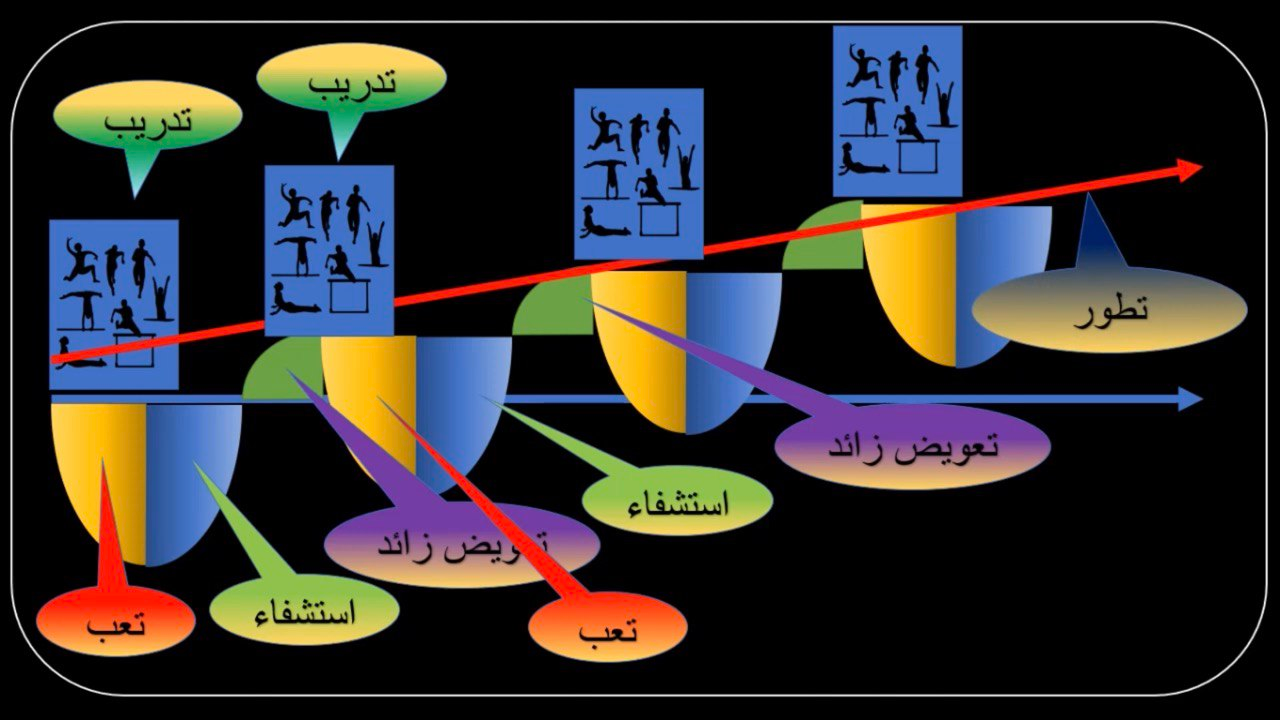 تدريب
تدريب
تطور
تعويض زائد
استشفاء
تعويض زائد
استشفاء
تعب
تعب